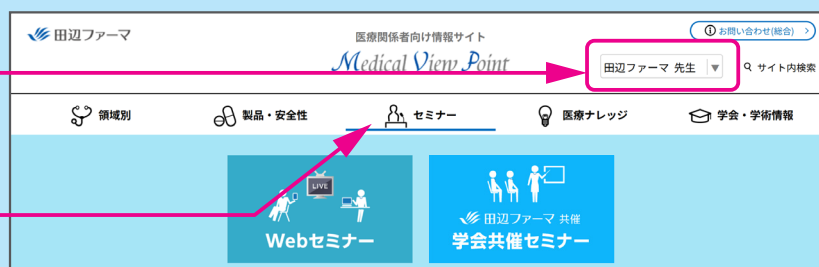 田辺ファーマ
医療関係者向け情報サイト
Medical View Point
お問い合わせ(総合)
田辺ファーマ 先生
サイト内検索
領域別
製品・安全性
セミナー
医療ナレッジ
学会・学術情報
LIVE
Webセミナー
田辺ファーマ 共催
学会共催セミナー